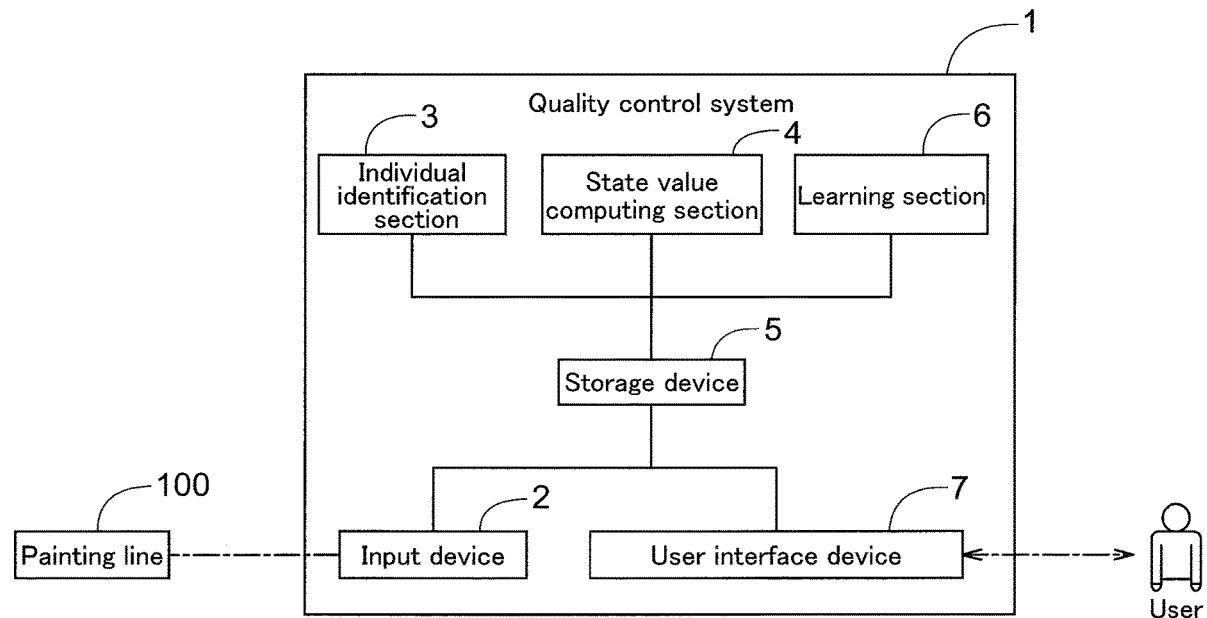 1
Quality control system
3
4
6
Individual
identification
section
State value
computing section
Learning section
5
Storage device
100
2
7
Painting line
Input device
User interface device
User